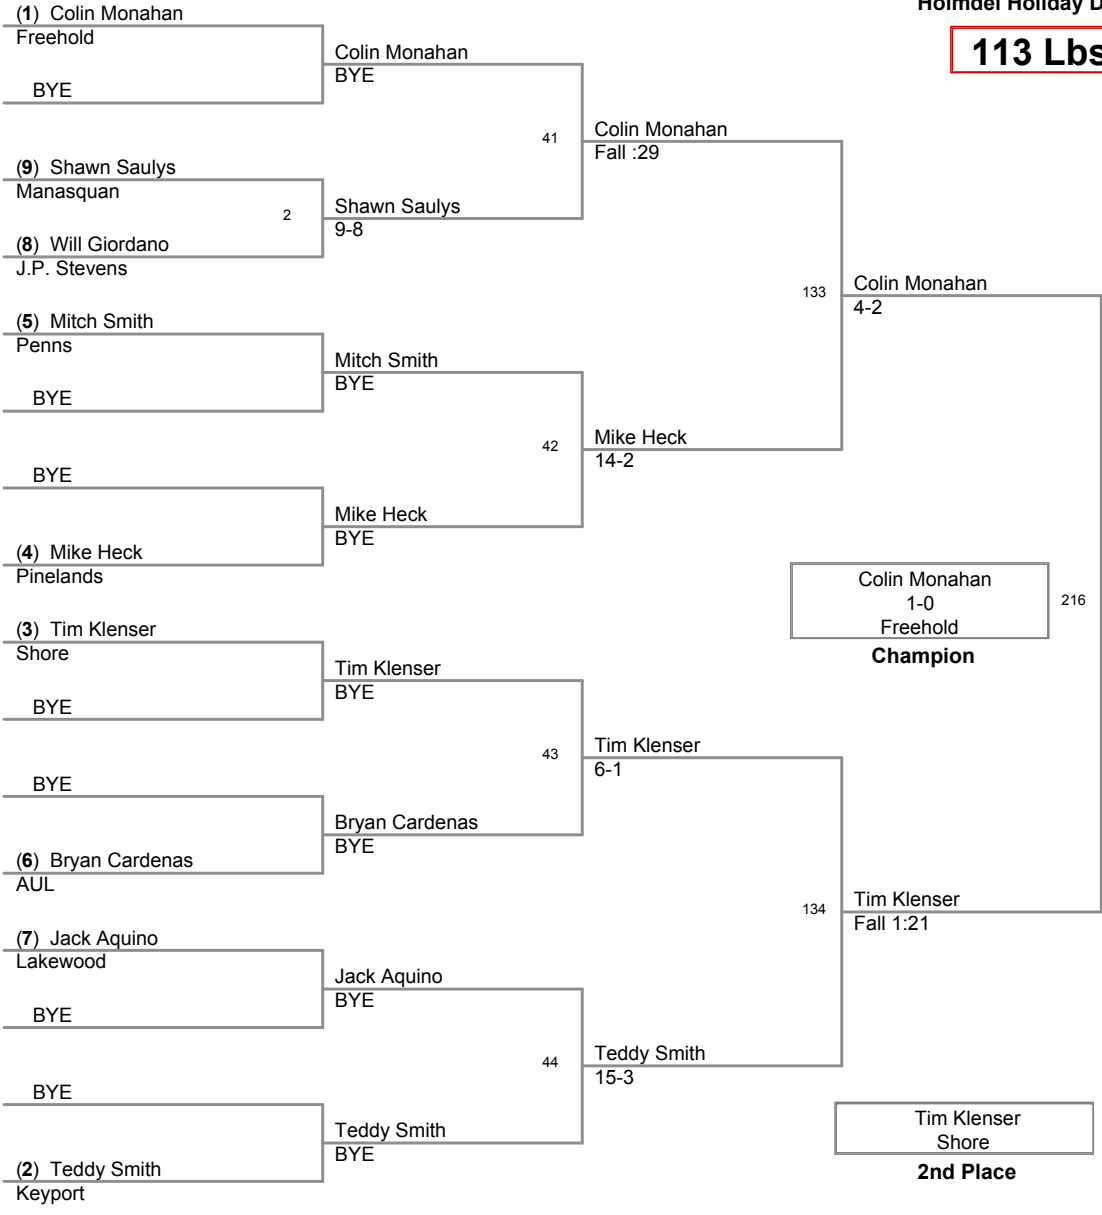 Holmdel Holiday D
113 Lbs
(1) Colin Monahan
Freehold
BYE
(9) Shawn Saulys
Manasquan
2
(8) Will Giordano
J.P. Stevens
(5) Mitch Smith
Penns
BYE
BYE
(4) Mike Heck
Pinelands
(3) Tim Klenser
Shore
BYE
BYE
(6) Bryan Cardenas
AUL
(7) Jack Aquino
Lakewood
BYE
BYE
(2) Teddy Smith
Keyport
Colin Monahan
BYE
41
Shawn Saulys
9-8
Mitch Smith
BYE
42
Mike Heck
BYE
Tim Klenser
BYE
43
Bryan Cardenas
BYE
Jack Aquino
BYE
44
Teddy Smith
BYE
Colin Monahan
Fall :29
133
Mike Heck
14-2
Tim Klenser
6-1
134
Teddy Smith
15-3
Colin Monahan
4-2
216
Tim Klenser
Fall 1:21
Colin Monahan
1-0
Freehold
Champion
Tim Klenser
Shore
2nd Place